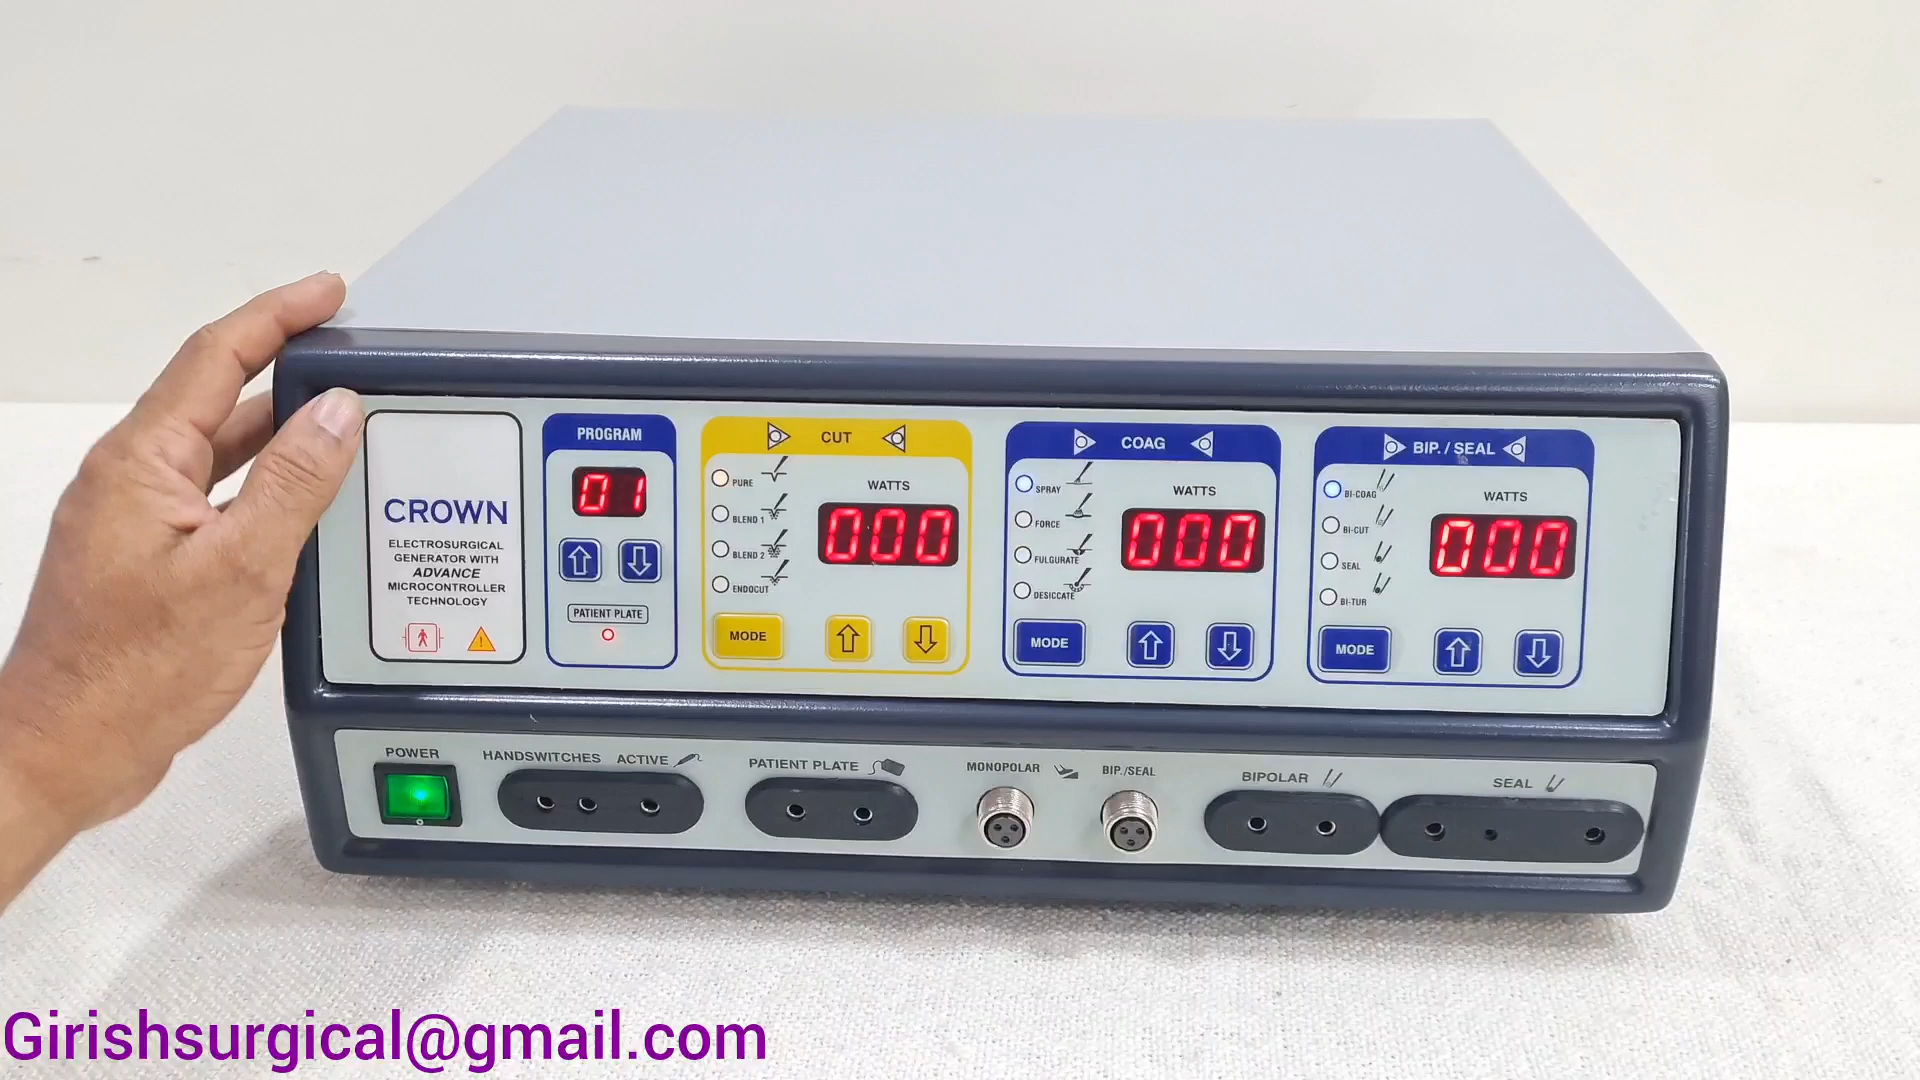 CROWN
ELECTROSURGICAL
GENERATOR WITH
ADVANCE
MICROCONTROLLER
TECHNOLOGY
PROGRAM
01
PATIENT PLATE
CUT
PURE
BLEND 1
BLEND 2
ENDOCUT
WATTS
000
MODE
COAG
SPRAY
FORCE
FULGURATE
DESICCATE
WATTS
000
MODE
BIP. / SEAL
BI-COAG
BI-CUT
SEAL
BI-TUR
WATTS
000
MODE
POWER
HANDSWITCHES ACTIVE
PATIENT PLATE
MONOPOLAR
BIP./SEAL
BIPOLAR
SEAL
Girishsurgical@gmail.com